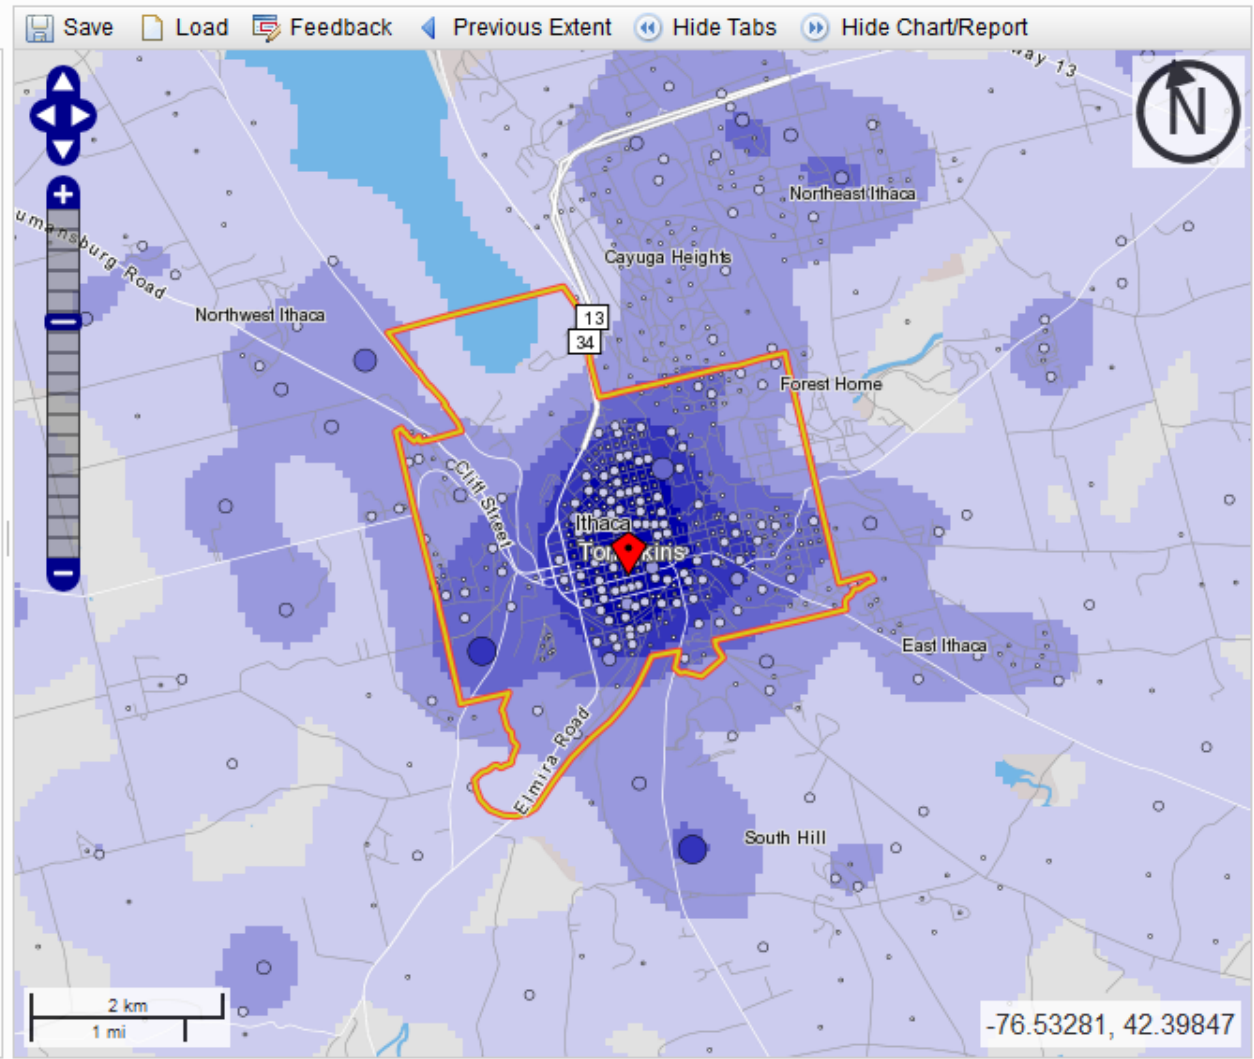 Save Load Feedback Previous Extent Hide Tabs Hide Chart/Report
way 13
N
umansburg Road
Northeast Ithaca
Cayuga Heights
Northwest Ithaca
13
34
Forest Home
Cliff Street
Ithaca
Tompkins
East Ithaca
Elmira Road
South Hill
2 km
1 mi
-76.53281, 42.39847